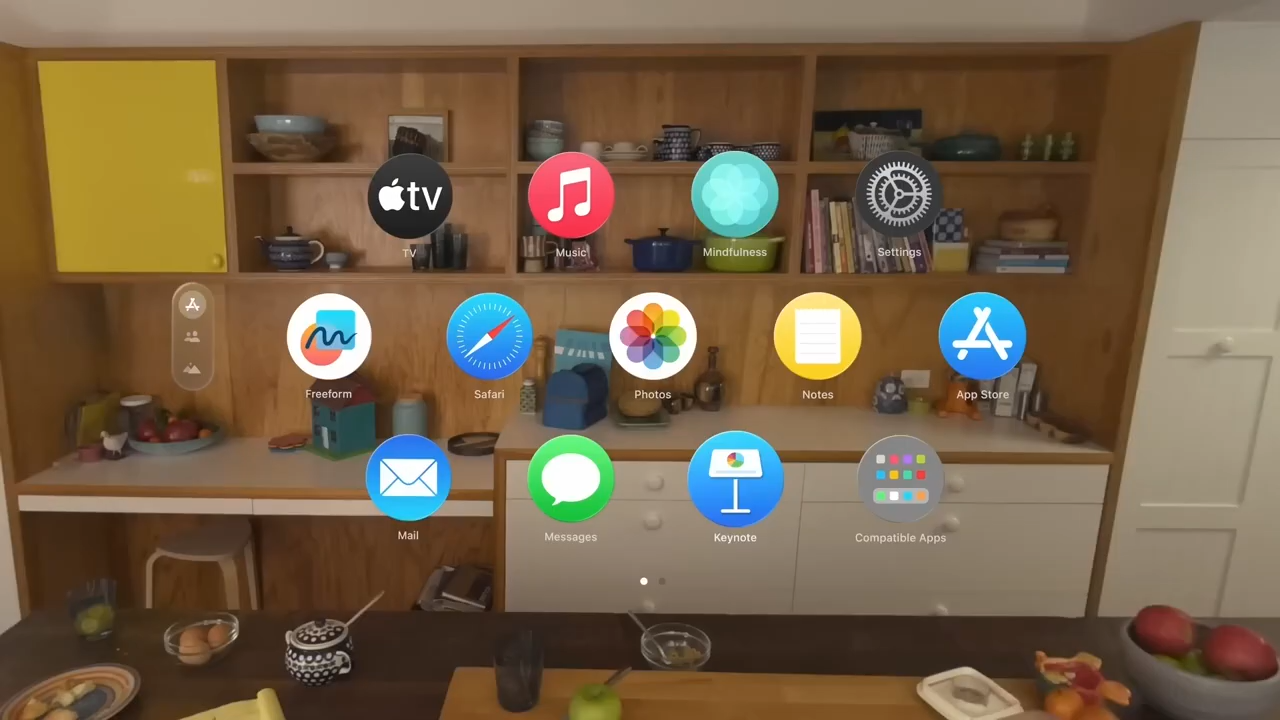 tv
TV
Music
Mindfulness
Settings
Freeform
Safari
Photos
Notes
App Store
Mail
Messages
Keynote
Compatible Apps